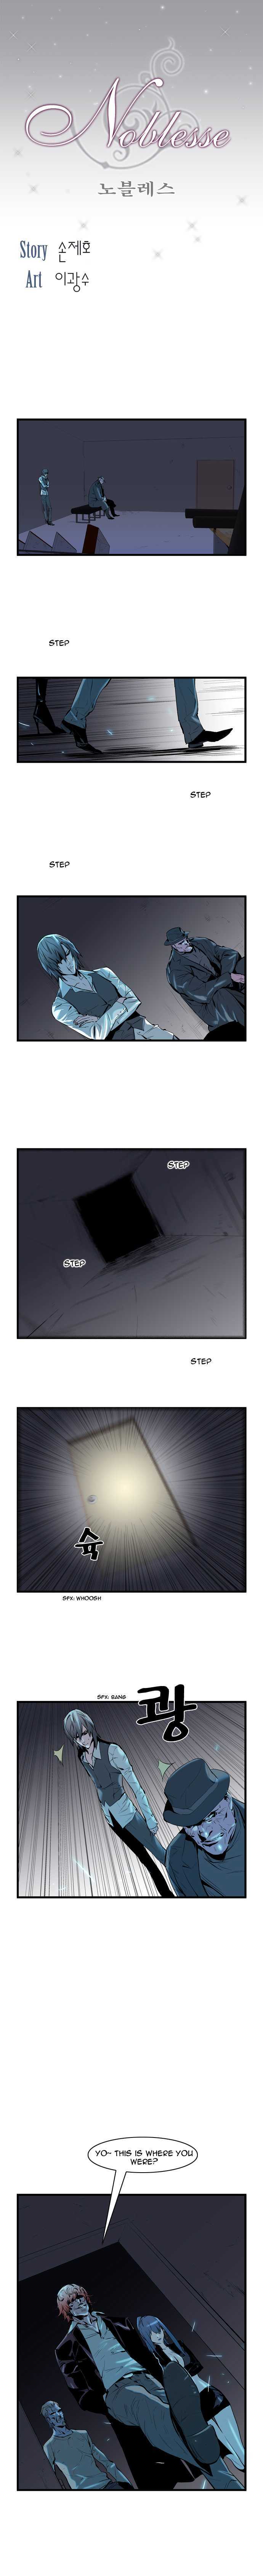 Noblesse
노블레스
Story 손제호
Art 이광수
STEP
STEP
STEP
STEP
STEP
STEP
슉
SFX: WHOOSH
SFX: BANG
쾅
YO~ THIS IS WHERE YOU
WERE?